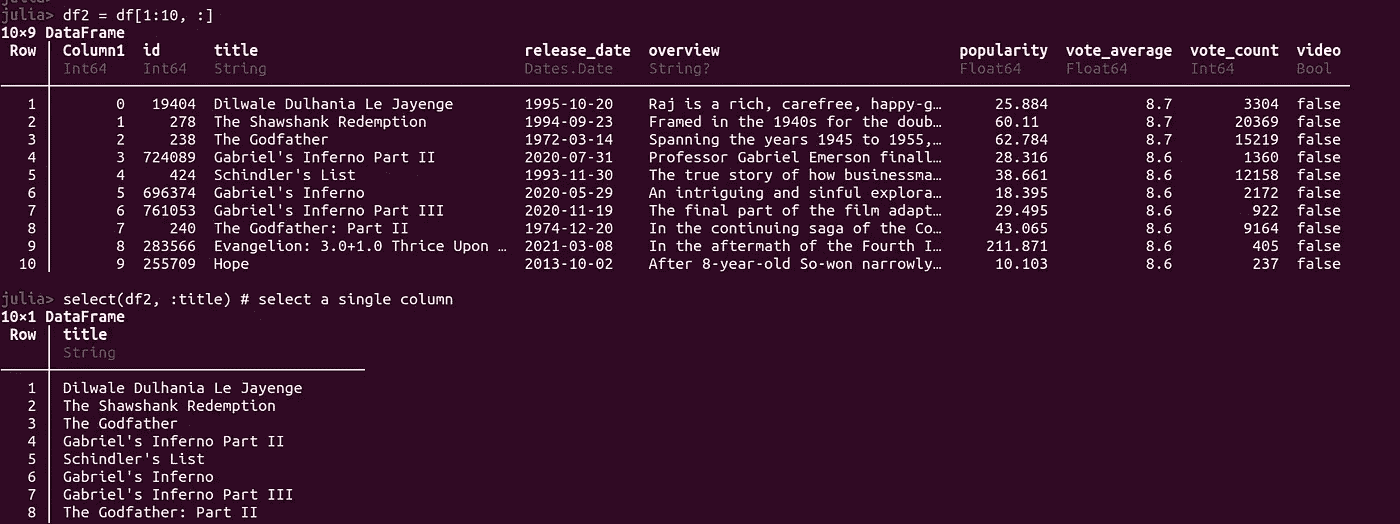 julia> df2 = df[1:10, :]
10×9 DataFrame
Row Column1 id title release_date overview popularity vote_average vote_count video
Int64 Int64 String Dates.Date String? Float64 Float64 Int64 Bool
1 0 19404 Dilwale Dulhania Le Jayenge 1995-10-20 Raj is a rich, carefree, happy-g… 25.884 8.7 3304 false
2 1 278 The Shawshank Redemption 1994-09-23 Framed in the 1940s for the doub… 60.11 8.7 20369 false
3 2 238 The Godfather 1972-03-14 Spanning the years 1945 to 1955,… 62.784 8.7 15219 false
4 3 724089 Gabriel's Inferno Part II 2020-07-31 Professor Gabriel Emerson finall… 28.316 8.6 1360 false
5 4 424 Schindler's List 1993-11-30 The true story of how businessma… 38.661 8.6 12158 false
6 5 696374 Gabriel's Inferno 2020-05-29 An intriguing and sinful explora… 18.395 8.6 2172 false
7 6 761053 Gabriel's Inferno Part III 2020-11-19 The final part of the film adapt… 29.495 8.6 922 false
8 7 240 The Godfather: Part II 1974-12-20 In the continuing saga of the Co… 43.065 8.6 9164 false
9 8 283566 Evangelion: 3.0+1.0 Thrice Upon … 2021-03-08 In the aftermath of the Fourth I… 211.871 8.6 405 false
10 9 255709 Hope 2013-10-02 After 8-year-old So-won narrowly… 10.103 8.6 237 false
julia> select(df2, :title) # select a single column
10×1 DataFrame
Row title
String
1 Dilwale Dulhania Le Jayenge
2 The Shawshank Redemption
3 The Godfather
4 Gabriel's Inferno Part II
5 Schindler's List
6 Gabriel's Inferno
7 Gabriel's Inferno Part III
8 The Godfather: Part II